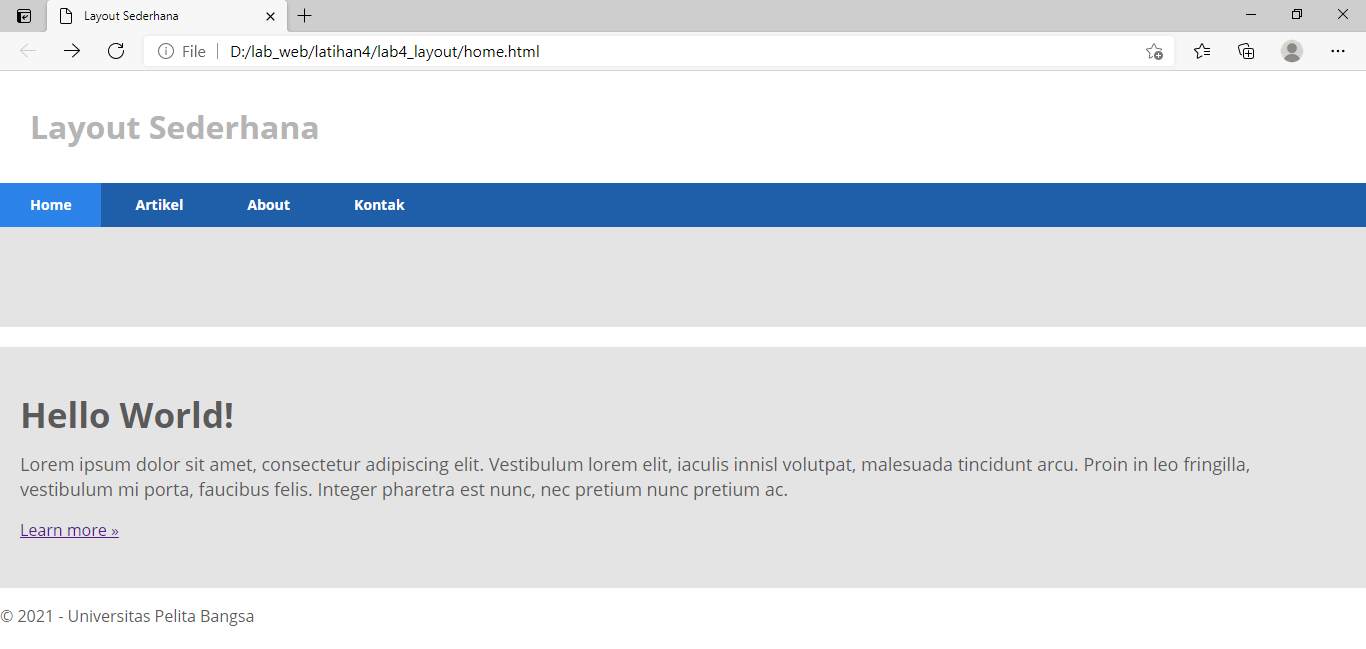 Layout Sederhana
File D:/lab_web/latihan4/lab4_layout/home.html
Layout Sederhana
Home Artikel About Kontak
Hello World!
Lorem ipsum dolor sit amet, consectetur adipiscing elit. Vestibulum lorem elit, iaculis innisl volutpat, malesuada tincidunt arcu. Proin in leo fringilla,
vestibulum mi porta, faucibus felis. Integer pharetra est nunc, nec pretium nunc pretium ac.
Learn more »
© 2021 - Universitas Pelita Bangsa